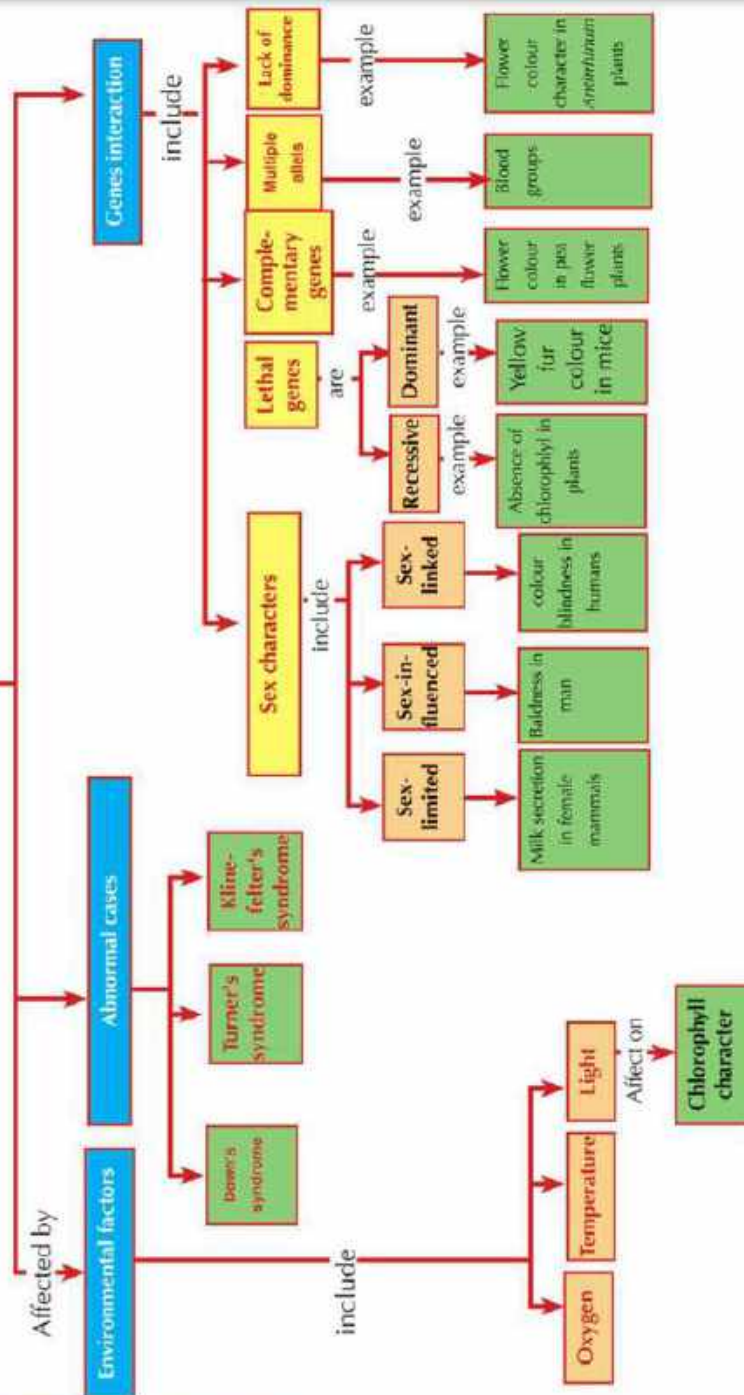 Affected by
Environmental factors
Abnormal cases
Genes interaction
include
Down's
syndrome
Turner's
syndrome
Kline-
felter's
syndrome
include
Oxygen
Temperature
Light
Affect on
Chlorophyll
character
Sex characters
Lethal
genes
Comple-
mentary
genes
Multiple
allels
Lack of
dominance
include
Sex-
limited
Sex-in-
fluenced
Sex-
linked
are
Recessive
Dominant
example
example
example
example
example
Milk secretion
in female
mammals
Baldness in
man
colour
blindness in
humans
Absence of
chlorophlyl in
plants
Yellow
fur
colour
in mice
Flower
colour
in pea
flower
plants
Blood
groups
Flower
colour
character in
plants